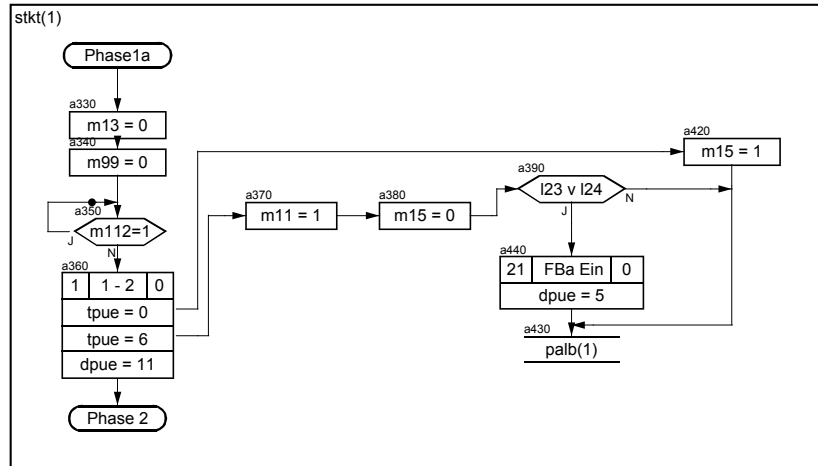 stkt(1)
Phase1a
a330
m13 = 0
a340
m99 = 0
a350
m112=1
J
N
a360
1 1 - 2 0
tpue = 0
tpue = 6
dpue = 11
Phase 2
a370
m11 = 1
a380
m15 = 0
a390
l23 v l24
N
J
a420
m15 = 1
a440
21 FBa Ein 0
dpue = 5
a430
palb(1)